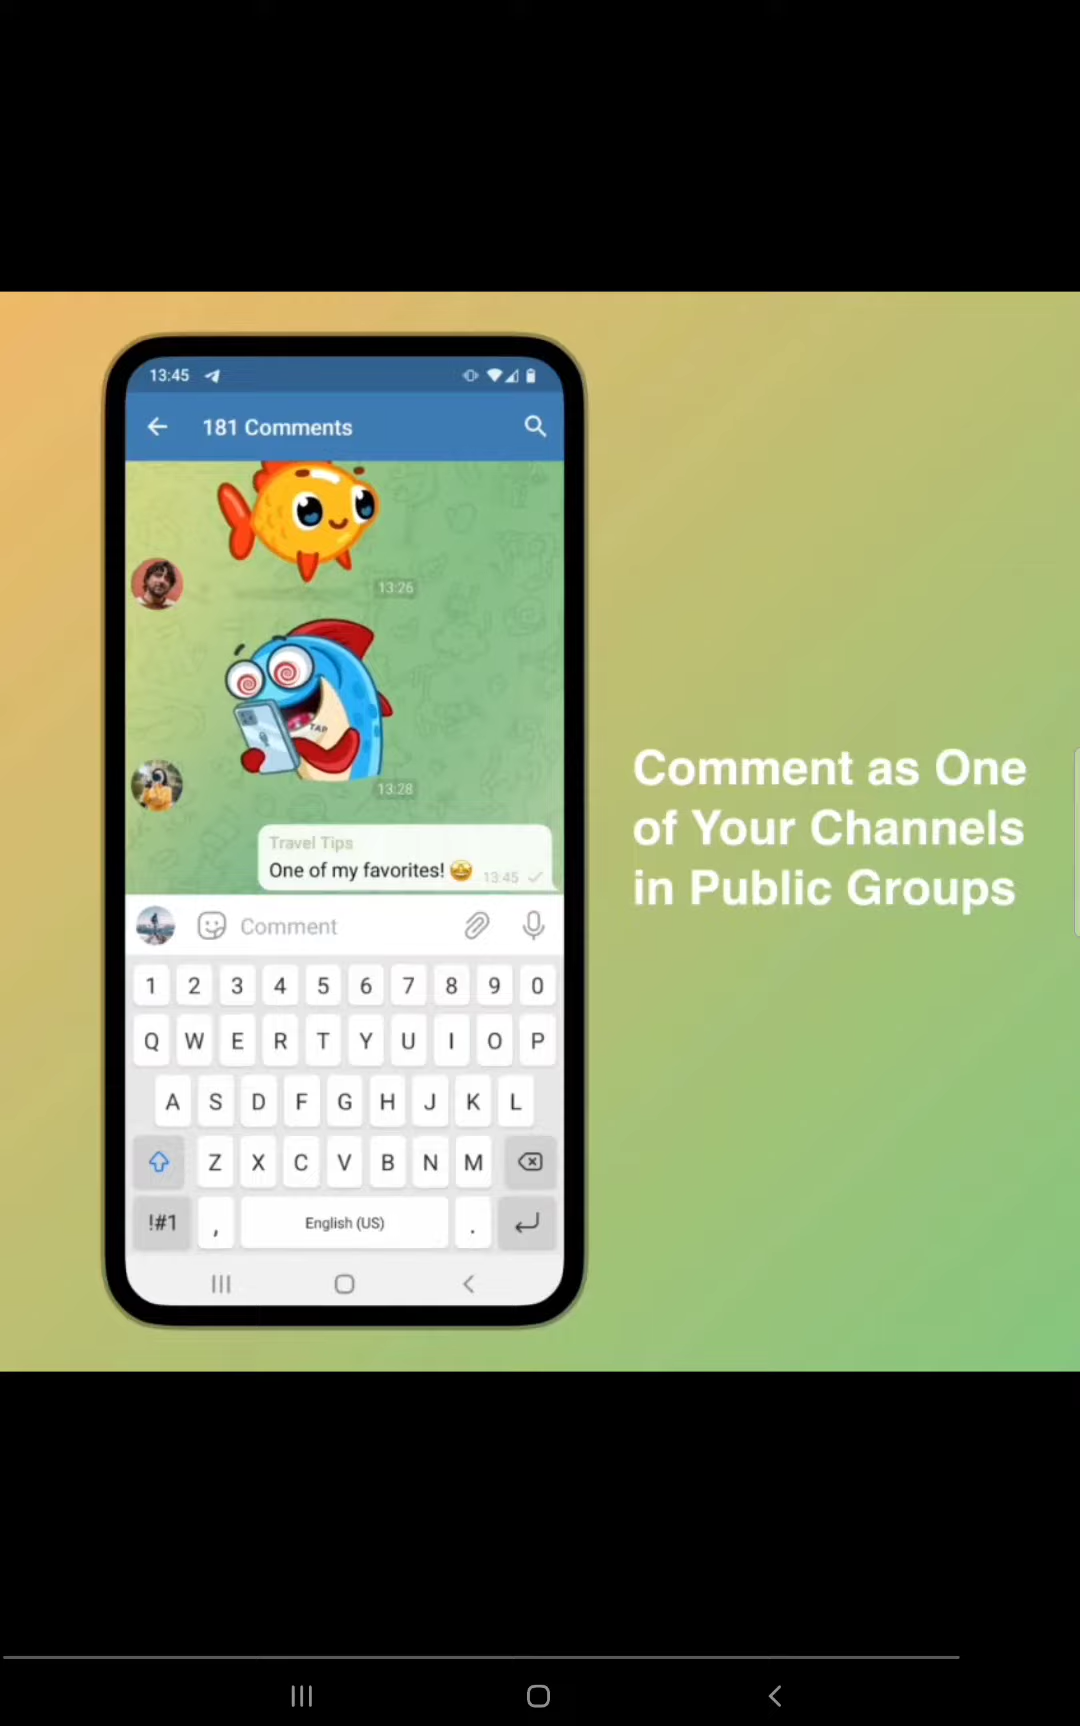 13:45
181 Comments
13:26
TAP
13:28
Travel Tips
One of my favorites! 🤩 13:45
Comment
1 2 3 4 5 6 7 8 9 0
Q W E R T Y U I O P
A S D F G H J K L
Z X C V B N M
!#1 , English (US) .
Comment as One
of Your Channels
in Public Groups